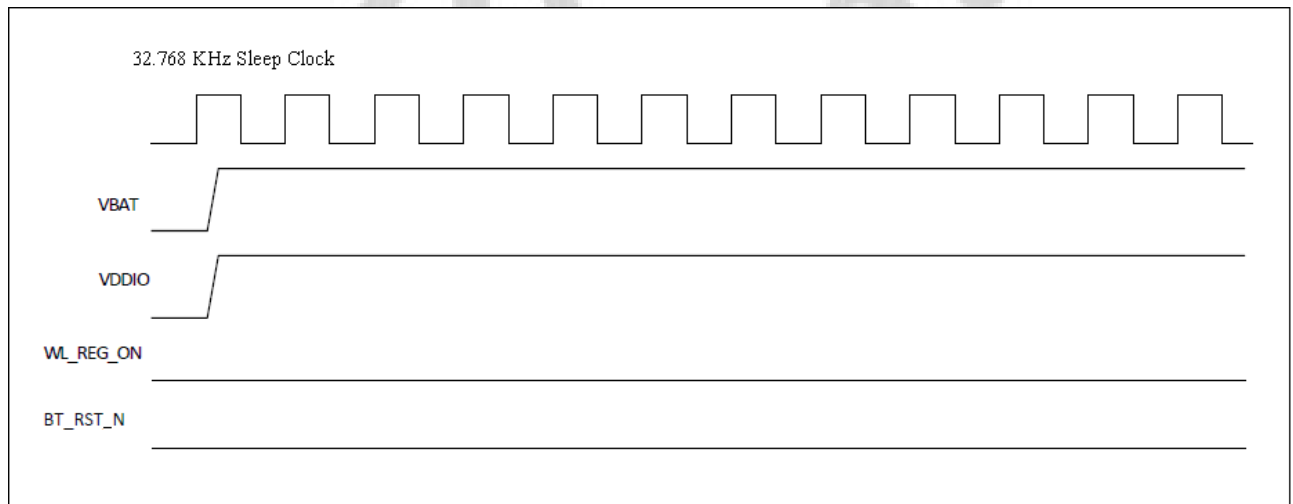 32.768 KHz Sleep Clock
VBAT
VDDIO
WL_REG_ON
BT_RST_N